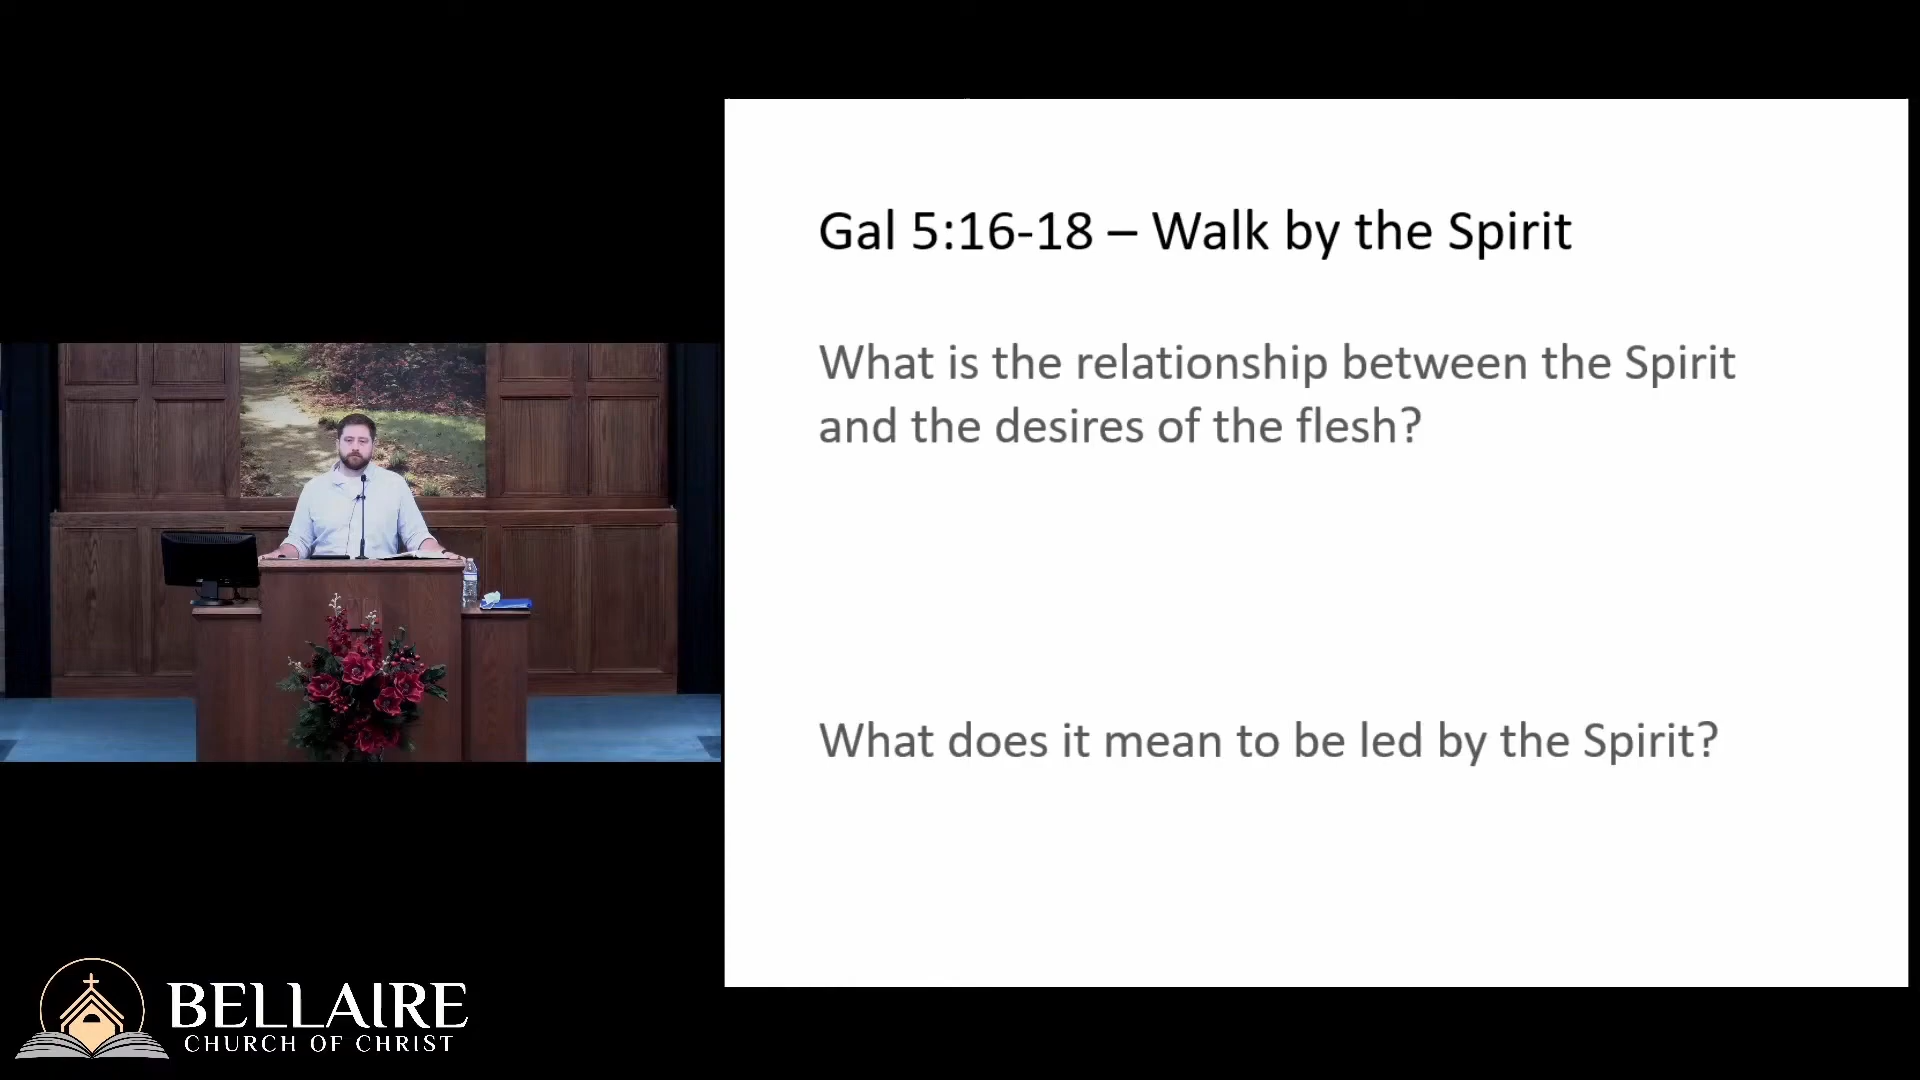 Gal 5:16-18 – Walk by the Spirit
What is the relationship between the Spirit
and the desires of the flesh?
What does it mean to be led by the Spirit?
BELLAIRE
CHURCH OF CHRIST